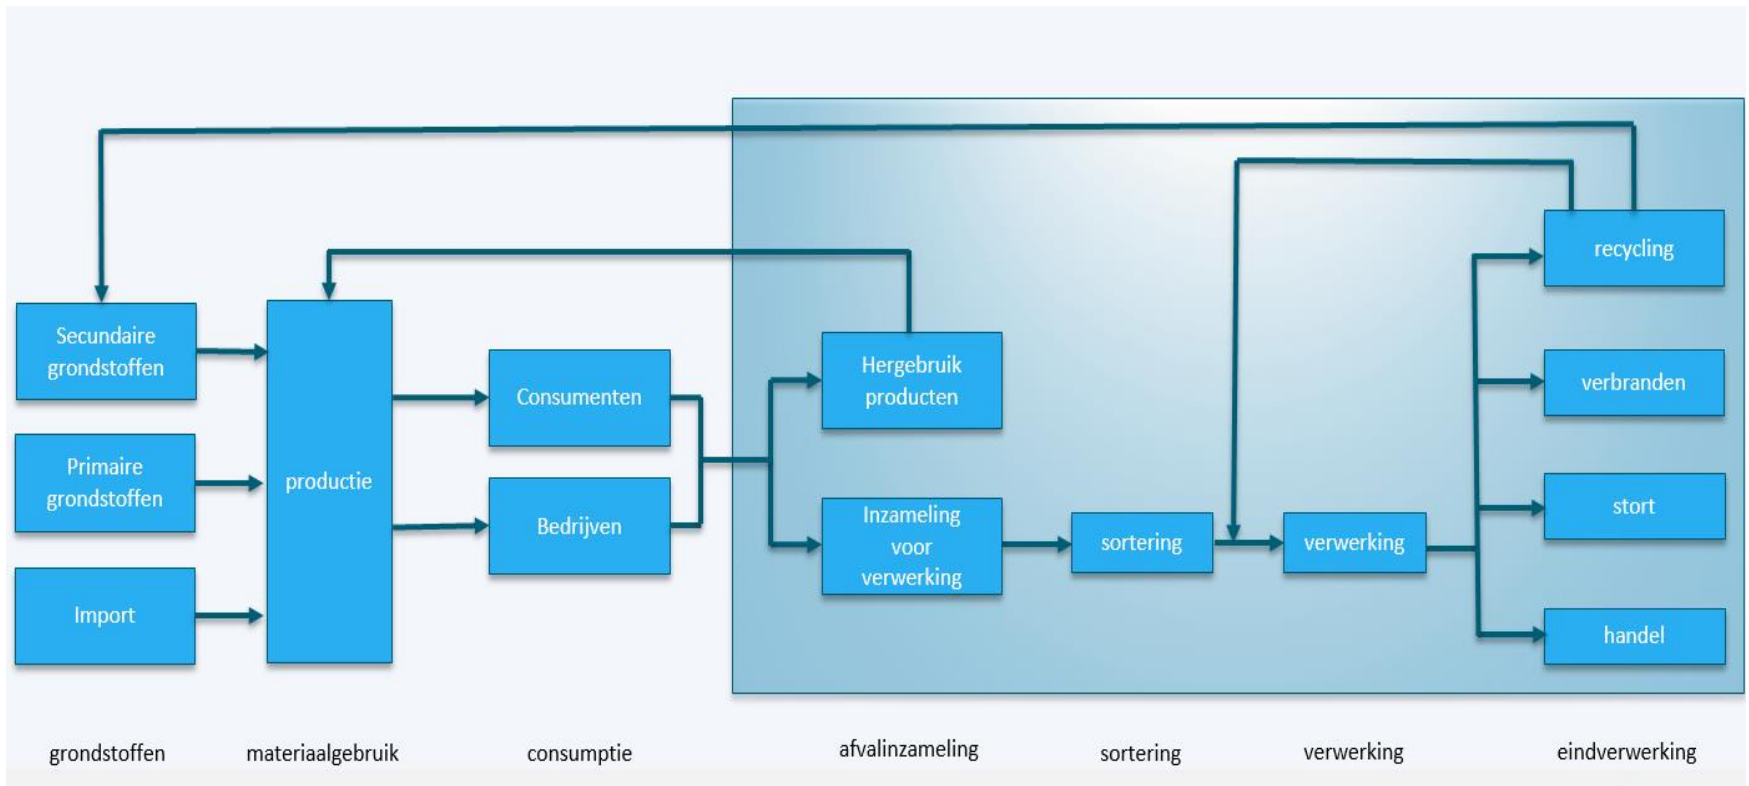 Secundaire
grondstoffen
Primaire
grondstoffen
Import
productie
Consumenten
Bedrijven
Hergebruik
producten
Inzameling
voor
verwerking
sortering
verwerking
recycling
verbranden
stort
handel
grondstoffen
materiaalgebruik
consumptie
afvalinzameling
sortering
verwerking
eindverwerking